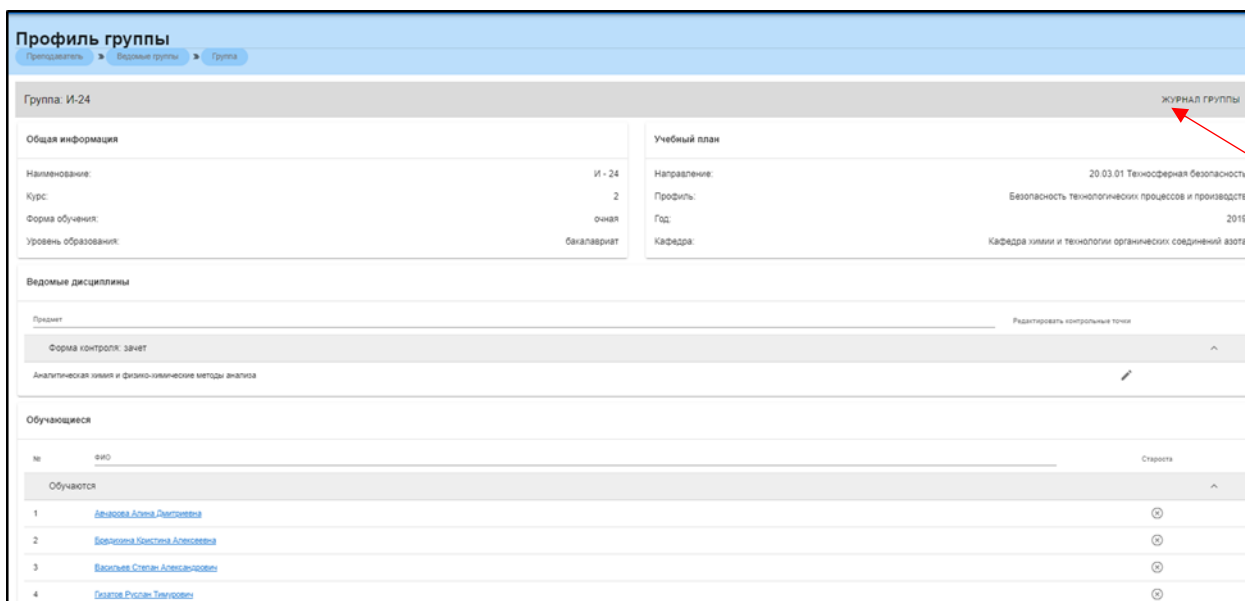 Профиль группы
Преподаватель » Ведомые группы » Группа
Группа: И-24 ЖУРНАЛ ГРУППЫ
Общая информация Учебный план
Наименование: И - 24 Направление: 20.03.01 Техносферная безопасность
Курс: 2 Профиль: Безопасность технологических процессов и производств
Форма обучения: очная Год: 2019
Уровень образования: бакалавриат Кафедра: Кафедра химии и технологии органических соединений азота
Ведомые дисциплины
Предмет Редактировать контрольные точки
Форма контроля: зачет
Аналитическая химия и физико-химические методы анализа
Обучающиеся
№ ФИО Староста
Обучаются
1 Алина Дмитриевна
2 Кристина Алексеевна
3 Васильев Степан Александрович
4 Гизатов Руслан Тимурович